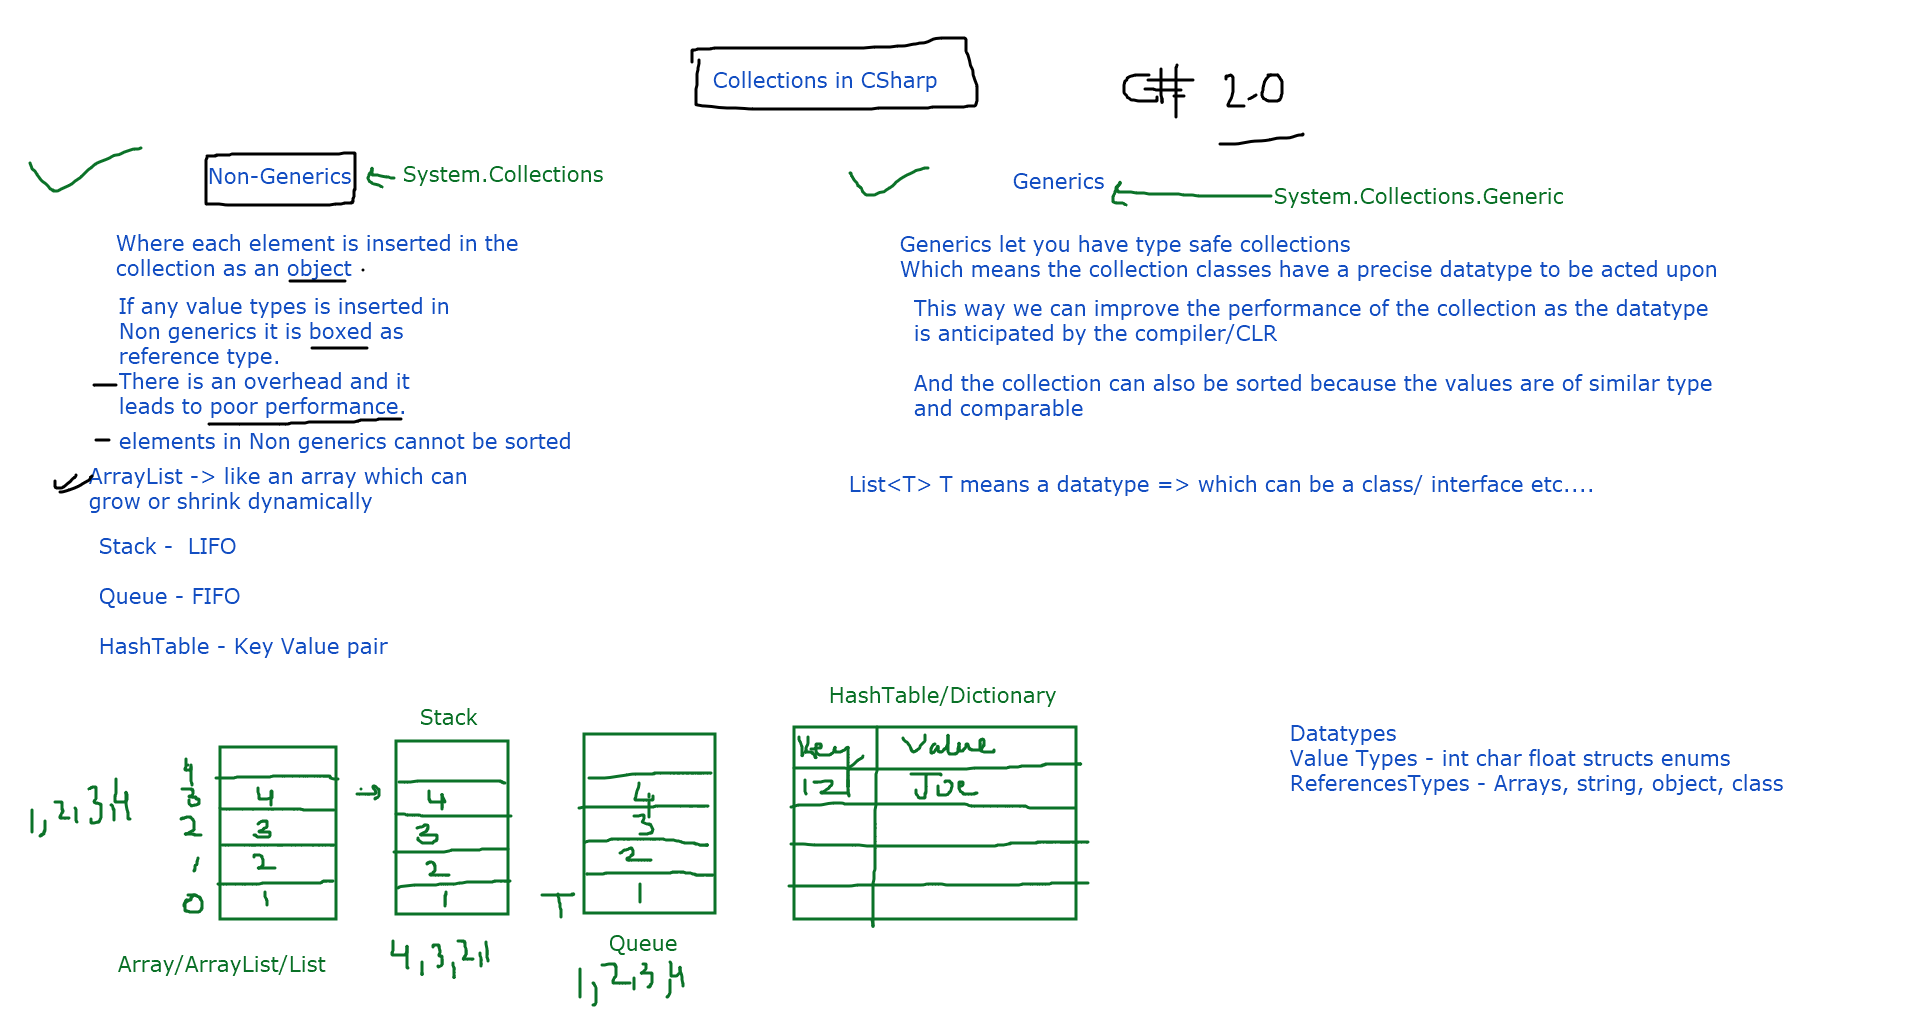 Collections in CSharp
C# 2.0
Non-Generics
System.Collections
Where each element is inserted in the
collection as an object
If any value types is inserted in
Non generics it is boxed as
reference type.
There is an overhead and it
leads to poor performance.
elements in Non generics cannot be sorted
ArrayList -> like an array which can
grow or shrink dynamically
Stack - LIFO
Queue - FIFO
HashTable - Key Value pair
Generics
System.Collections.Generic
Generics let you have type safe collections
Which means the collection classes have a precise datatype to be acted upon
This way we can improve the performance of the collection as the datatype
is anticipated by the compiler/CLR
And the collection can also be sorted because the values are of similar type
and comparable
List<T> T means a datatype => which can be a class/ interface etc....
1, 2, 3, 4
4
3 4
2 3
1 2
0 1
Array/ArrayList/List
Stack
4
3
2
1
4, 3, 2, 1
4
3
2
T 1
Queue
1, 2, 3, 4
HashTable/Dictionary
Key Value
121 Joe
Datatypes
Value Types - int char float structs enums
ReferencesTypes - Arrays, string, object, class